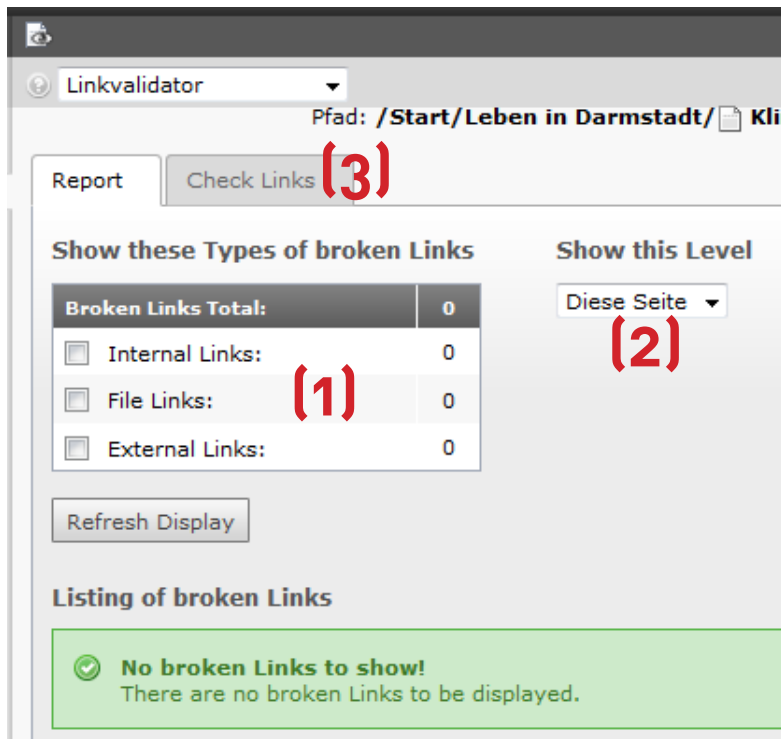 Linkvalidator
Pfad: /Start/Leben in Darmstadt/ Kli
Report Check Links (3)
Show these Types of broken Links Show this Level
Broken Links Total: 0 Diese Seite
Internal Links: 0 (2)
File Links: (1) 0
External Links: 0
Refresh Display
Listing of broken Links
No broken Links to show!
There are no broken Links to be displayed.